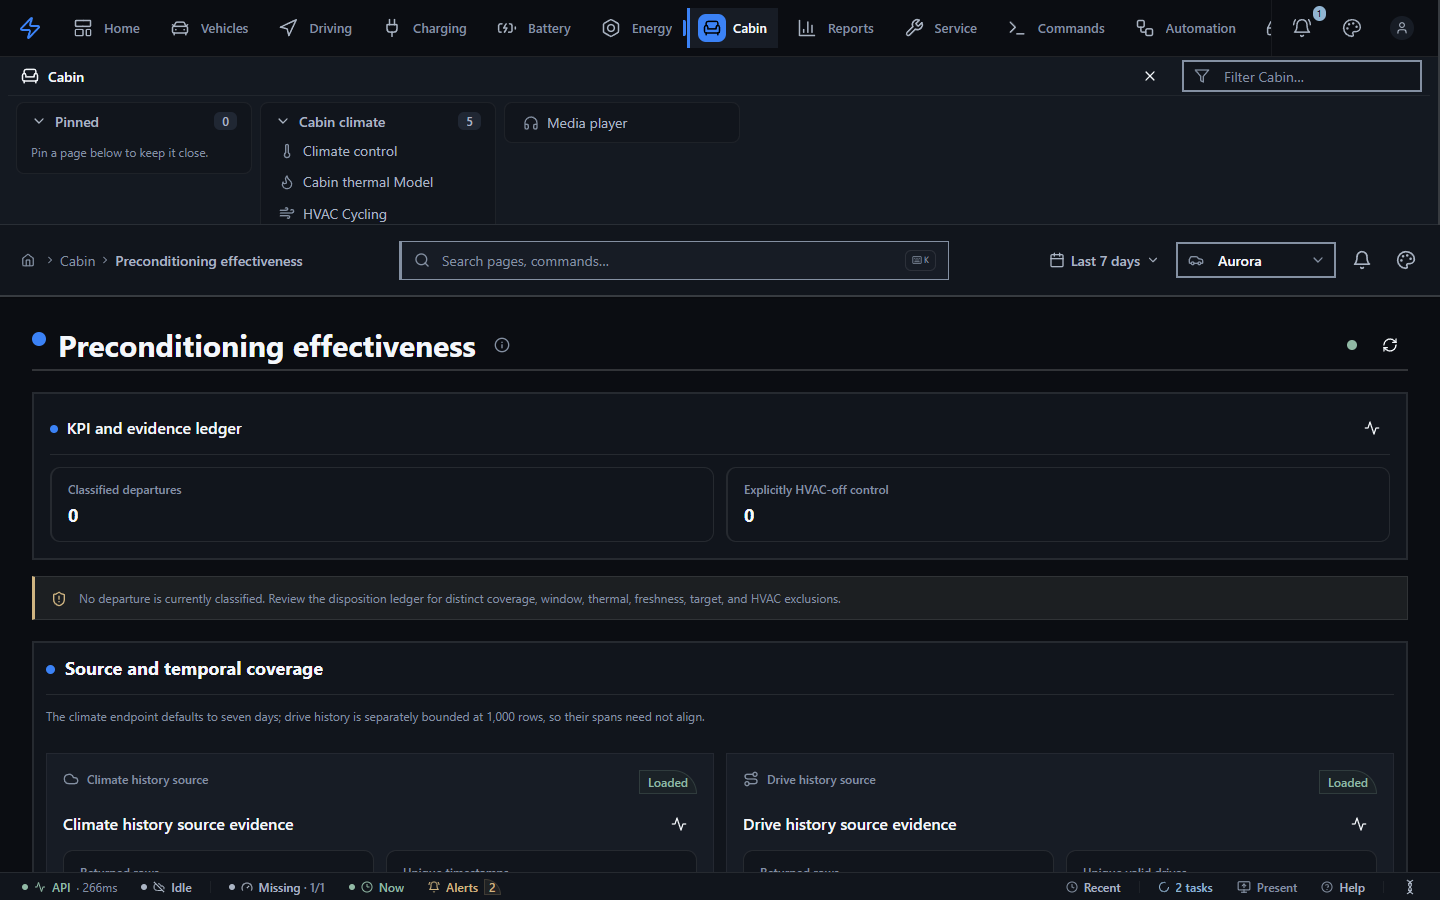 Home Vehicles Driving Charging Battery Energy Cabin Reports Service Commands Automation 1
Cabin Filter Cabin...
Pinned 0
Pin a page below to keep it close.
Cabin climate 5
Climate control
Cabin thermal Model
HVAC Cycling
Media player
Cabin Preconditioning effectiveness Search pages, commands... K Last 7 days Aurora
Preconditioning effectiveness
KPI and evidence ledger
Classified departures
0
Explicitly HVAC-off control
0
No departure is currently classified. Review the disposition ledger for distinct coverage, window, thermal, freshness, target, and HVAC exclusions.
Source and temporal coverage
The climate endpoint defaults to seven days; drive history is separately bounded at 1,000 rows, so their spans need not align.
Climate history source Loaded
Climate history source evidence
Drive history source Loaded
Drive history source evidence
API · 266ms Idle Missing · 1/1 Now Alerts 2 Recent 2 tasks Present Help